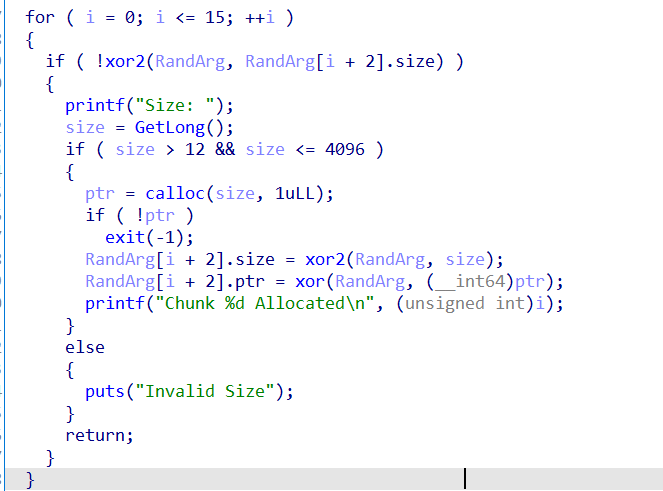 for ( i = 0; i <= 15; ++i )
{
if ( !xor2(RandArg, RandArg[i + 2].size) )
{
printf("Size: ");
size = GetLong();
if ( size > 12 && size <= 4096 )
{
ptr = calloc(size, 1uLL);
if ( !ptr )
exit(-1);
RandArg[i + 2].size = xor2(RandArg, size);
RandArg[i + 2].ptr = xor(RandArg, (__int64)ptr);
printf("Chunk %d Allocated\n", (unsigned int)i);
}
else
{
puts("Invalid Size");
}
return;
}
}